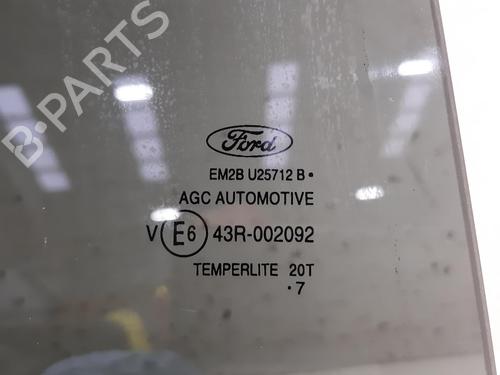 B-PARTS
Ford
EM2B U25712 B•
AGC AUTOMOTIVE
V E6 43R-002092
TEMPERLITE 20T
•7